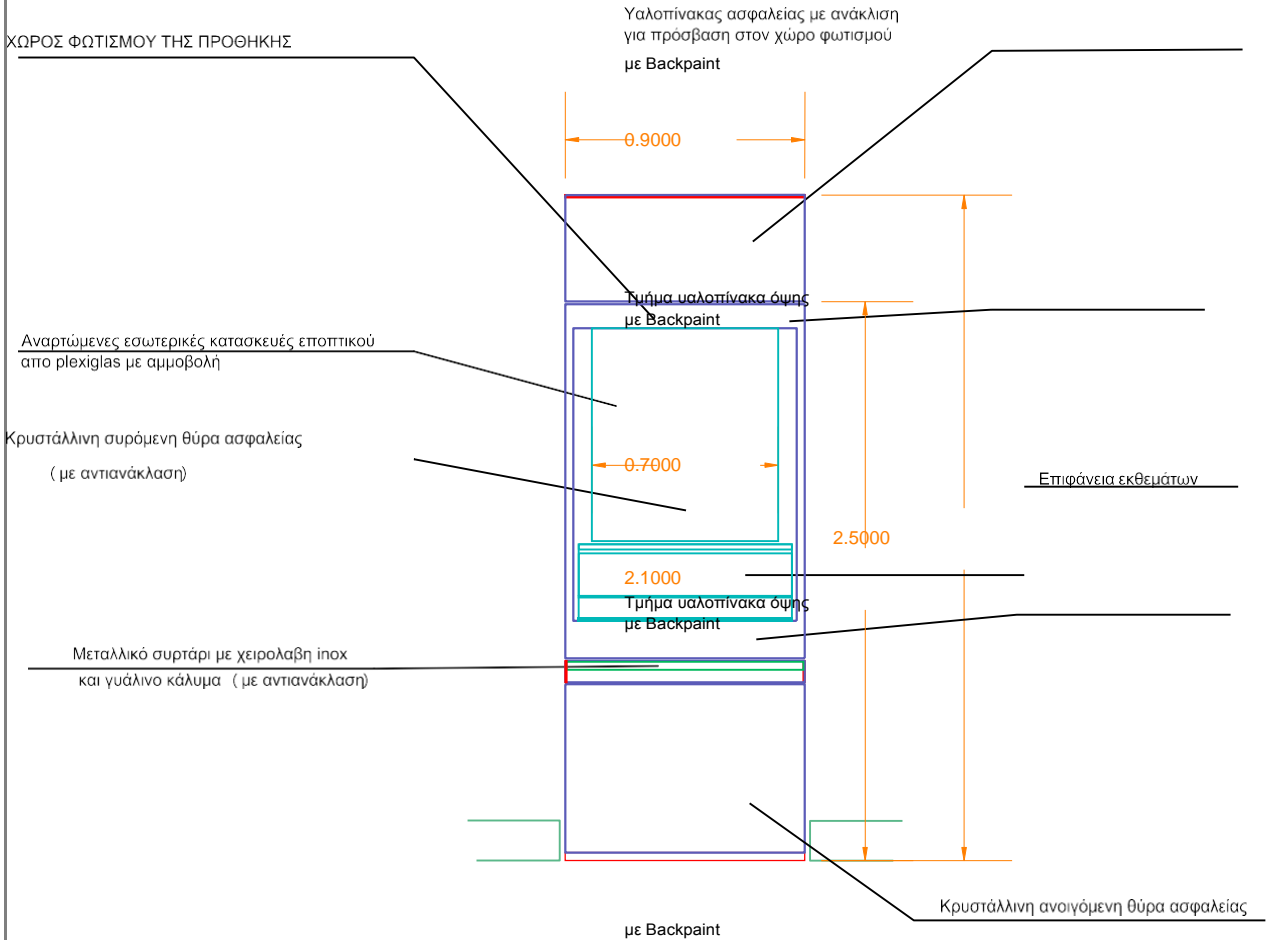 Υαλοπίνακας ασφαλείας με ανάκλιση
για πρόσβαση στον χώρο φωτισμού
με Backpaint
ΧΩΡΟΣ ΦΩΤΙΣΜΟΥ ΤΗΣ ΠΡΟΘΗΚΗΣ
0.9000
Τμήμα υαλοπίνακα όψης
με Backpaint
Αναρτώμενες εσωτερικές κατασκευές εποπτικού
απο plexiglas με αμμοβολή
Κρυστάλλινη συρόμενη θύρα ασφαλείας
( με αντιανάκλαση)
0.7000
Επιφάνεια εκθεμάτων
2.5000
2.1000
Τμήμα υαλοπίνακα όψης
με Backpaint
Μεταλλικό συρτάρι με χειρολαβη inox
και γυάλινο κάλυμα ( με αντιανάκλαση)
Κρυστάλλινη ανοιγόμενη θύρα ασφαλείας
με Backpaint